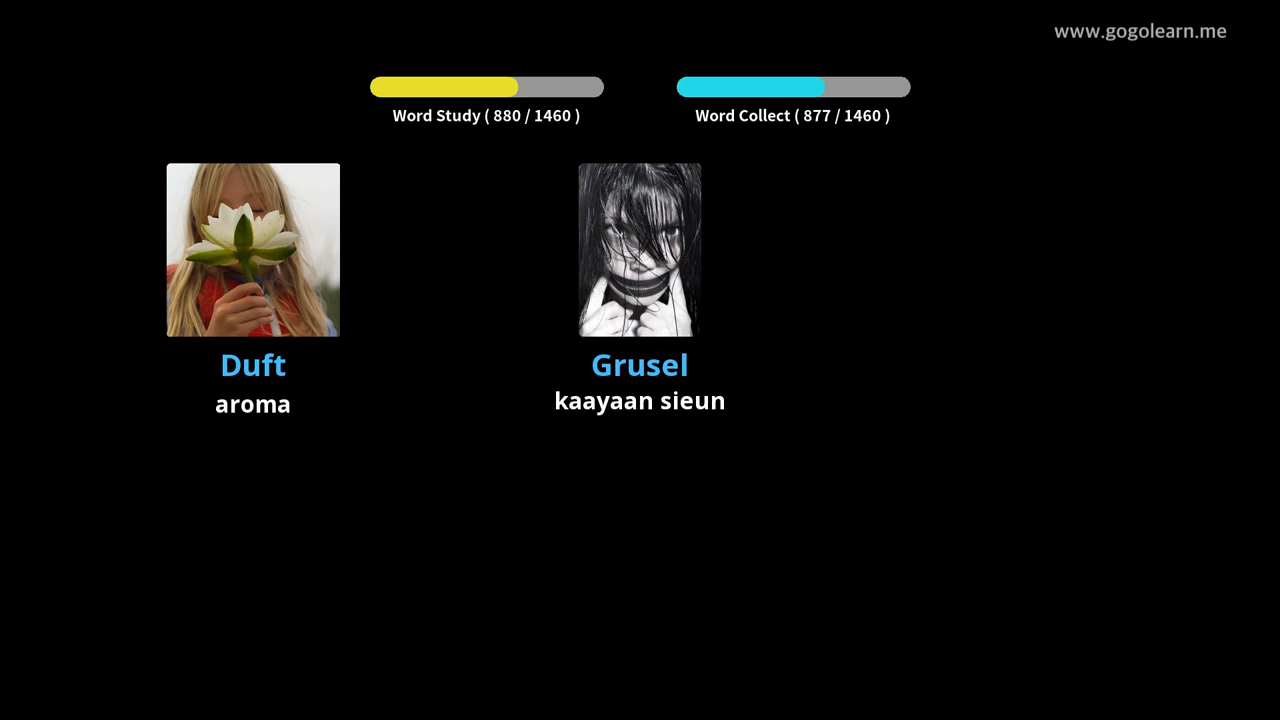 www.gogolearn.me
Word Study ( 880 / 1460 )
Word Collect ( 877 / 1460 )
Duft
aroma
Grusel
kaayaan sieun